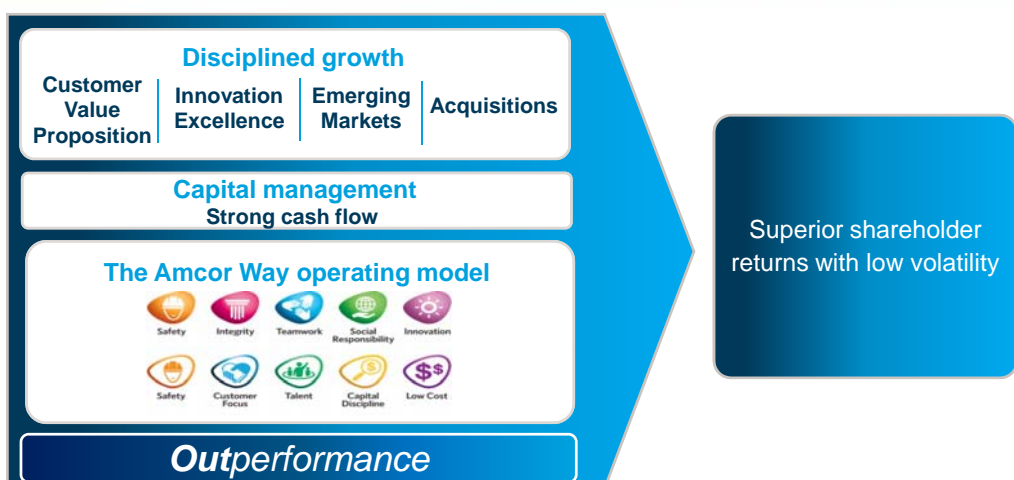 Disciplined growth
Customer
Value
Proposition
Innovation
Excellence
Emerging
Markets
Acquisitions
Capital management
Strong cash flow
The Amcor Way operating model
Safety
Integrity
Teamwork
Social
Responsibility
Innovation
Safety
Customer
Focus
Talent
Capital
Discipline
$$
Low Cost
Outperformance
Superior shareholder
returns with low volatility